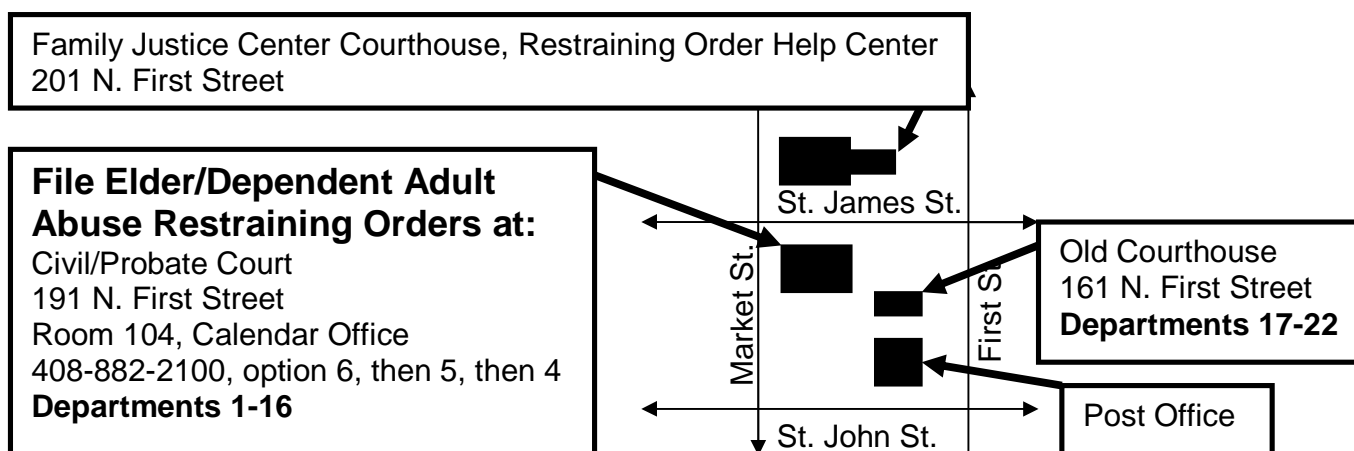 Family Justice Center Courthouse, Restraining Order Help Center
201 N. First Street
File Elder/Dependent Adult
Abuse Restraining Orders at:
Civil/Probate Court
191 N. First Street
Room 104, Calendar Office
408-882-2100, option 6, then 5, then 4
Departments 1-16
St. James St.
Market St.
First St.
Old Courthouse
161 N. First Street
Departments 17-22
Post Office
St. John St.